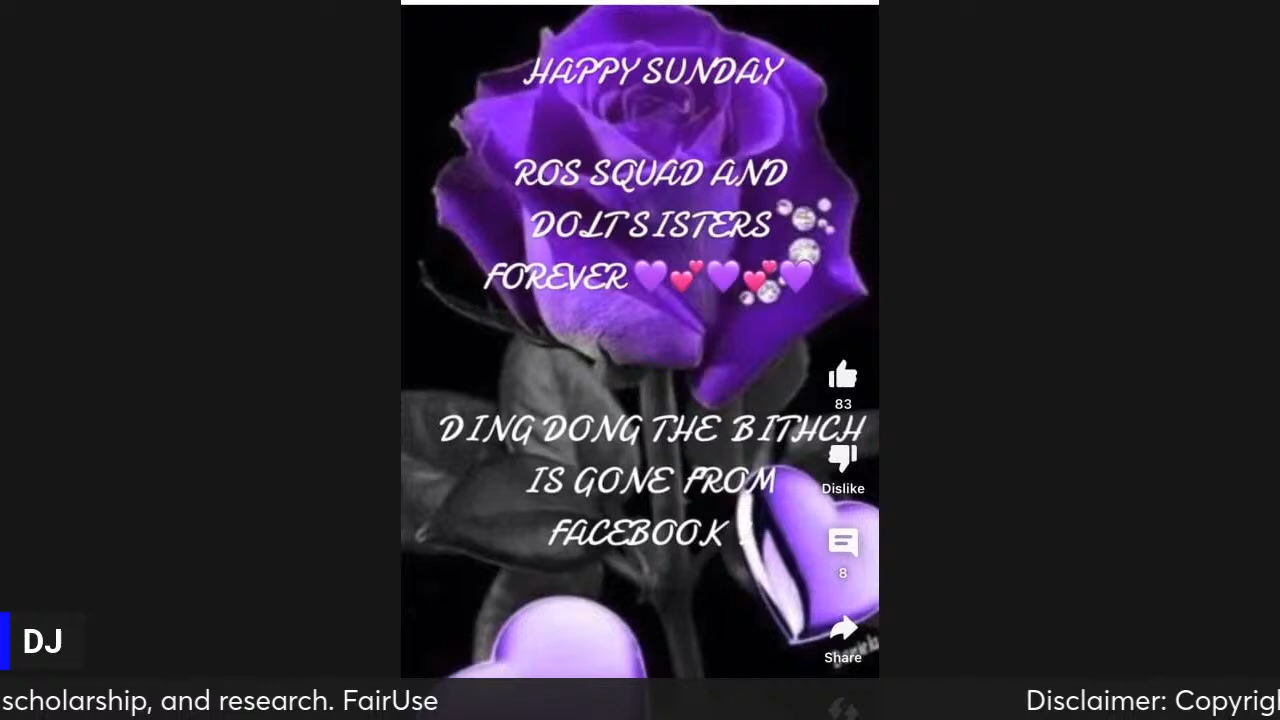 HAPPY SUNDAY
ROS SQUAD AND
DOLT SISTERS
FOREVER 💜💕💜💕💜
DING DONG THE BITHCH
IS GONE FROM
FACEBOOK !
83
Dislike
8
Share
DJ
scholarship, and research. FairUse
Disclaimer: Copyrig